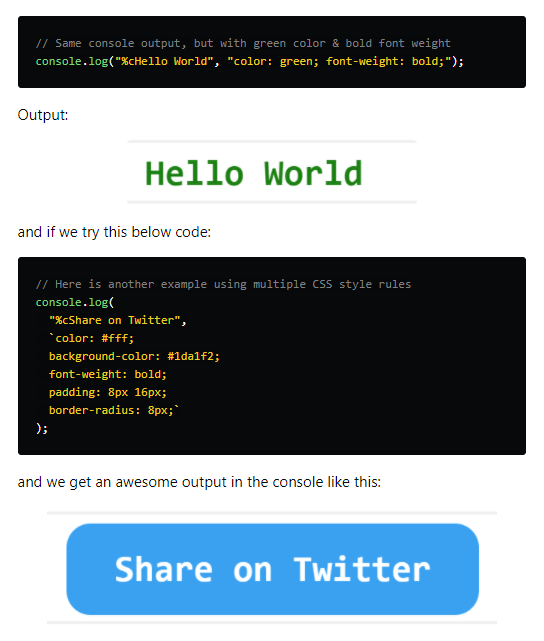 // Same console output, but with green color & bold font weight
console.log("%cHello World", "color: green; font-weight: bold;");
Output:
Hello World
and if we try this below code:
// Here is another example using multiple CSS style rules
console.log(
"%cShare on Twitter",
`color: #fff;
background-color: #1da1f2;
font-weight: bold;
padding: 8px 16px;
border-radius: 8px;`
);
and we get an awesome output in the console like this:
Share on Twitter